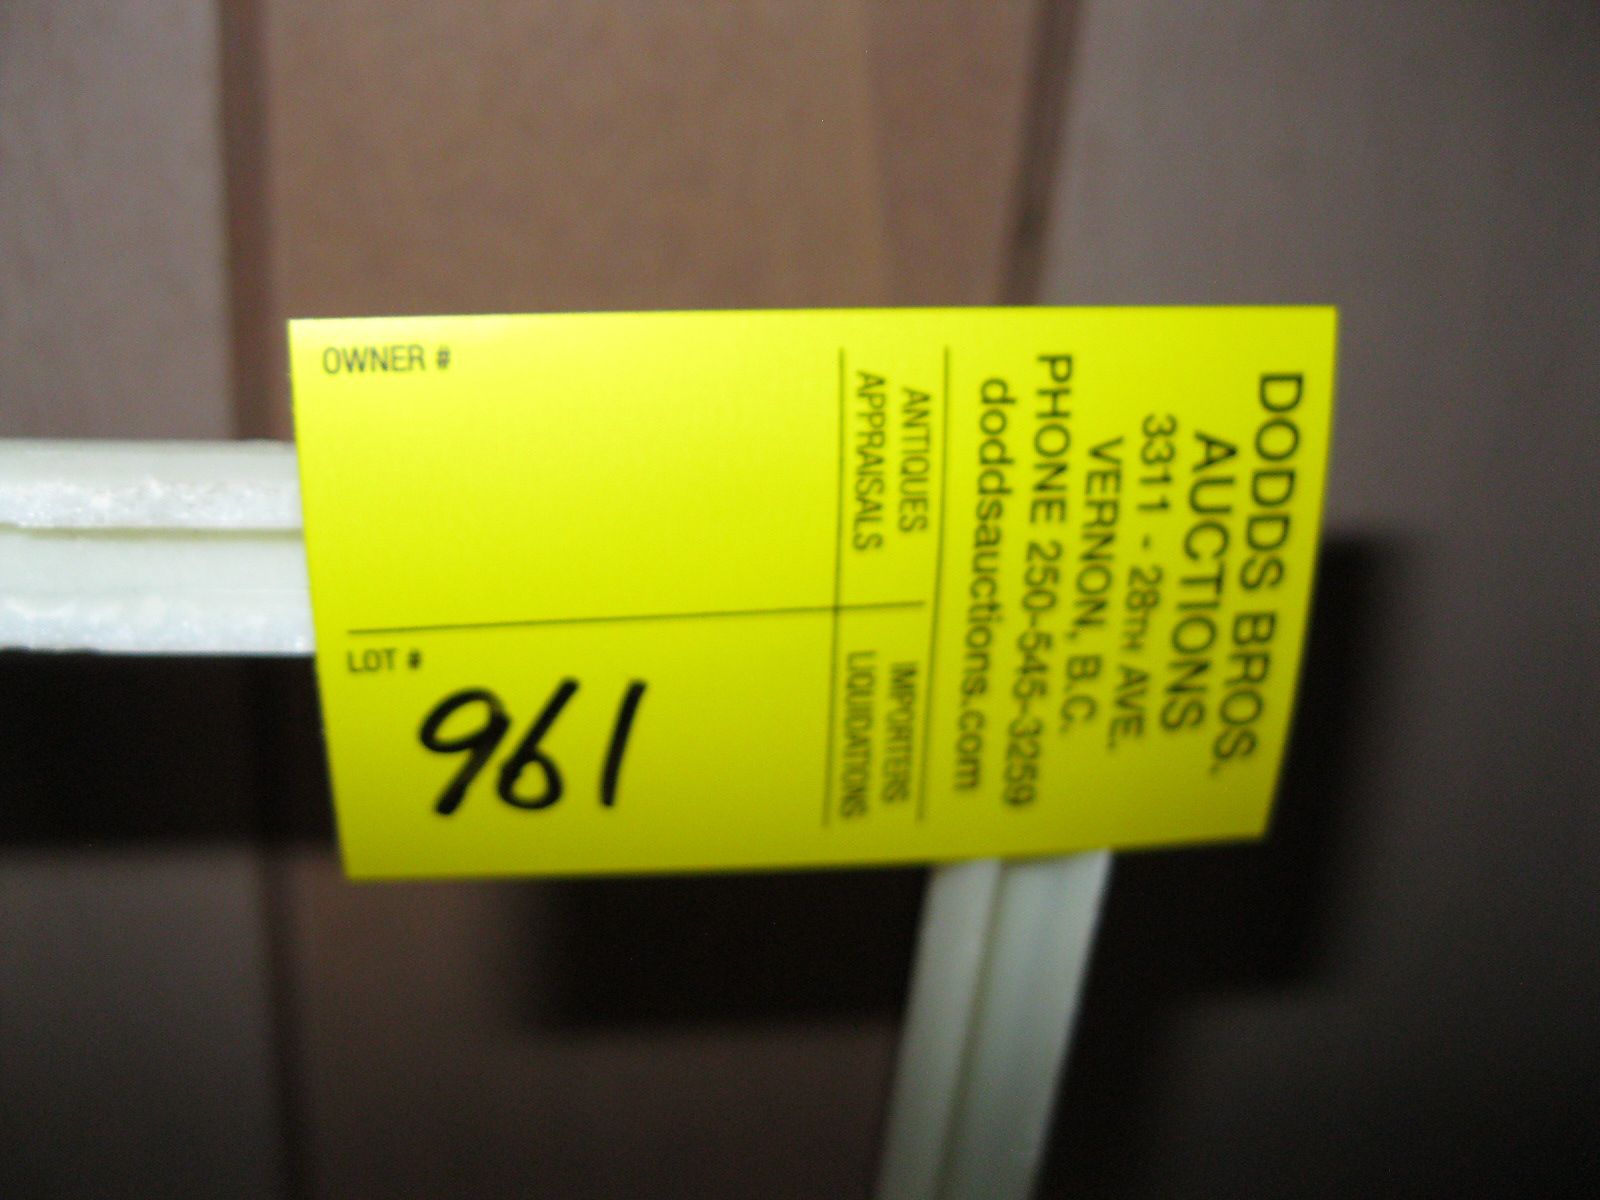 DODDS BROS.
AUCTIONS
3311 - 28TH AVE.
VERNON, B.C.
PHONE 250-545-3259
doddsauctions.com
ANTIQUES
APPRAISALS
IMPORTERS
LIQUIDATIONS
OWNER #
LOT #
961